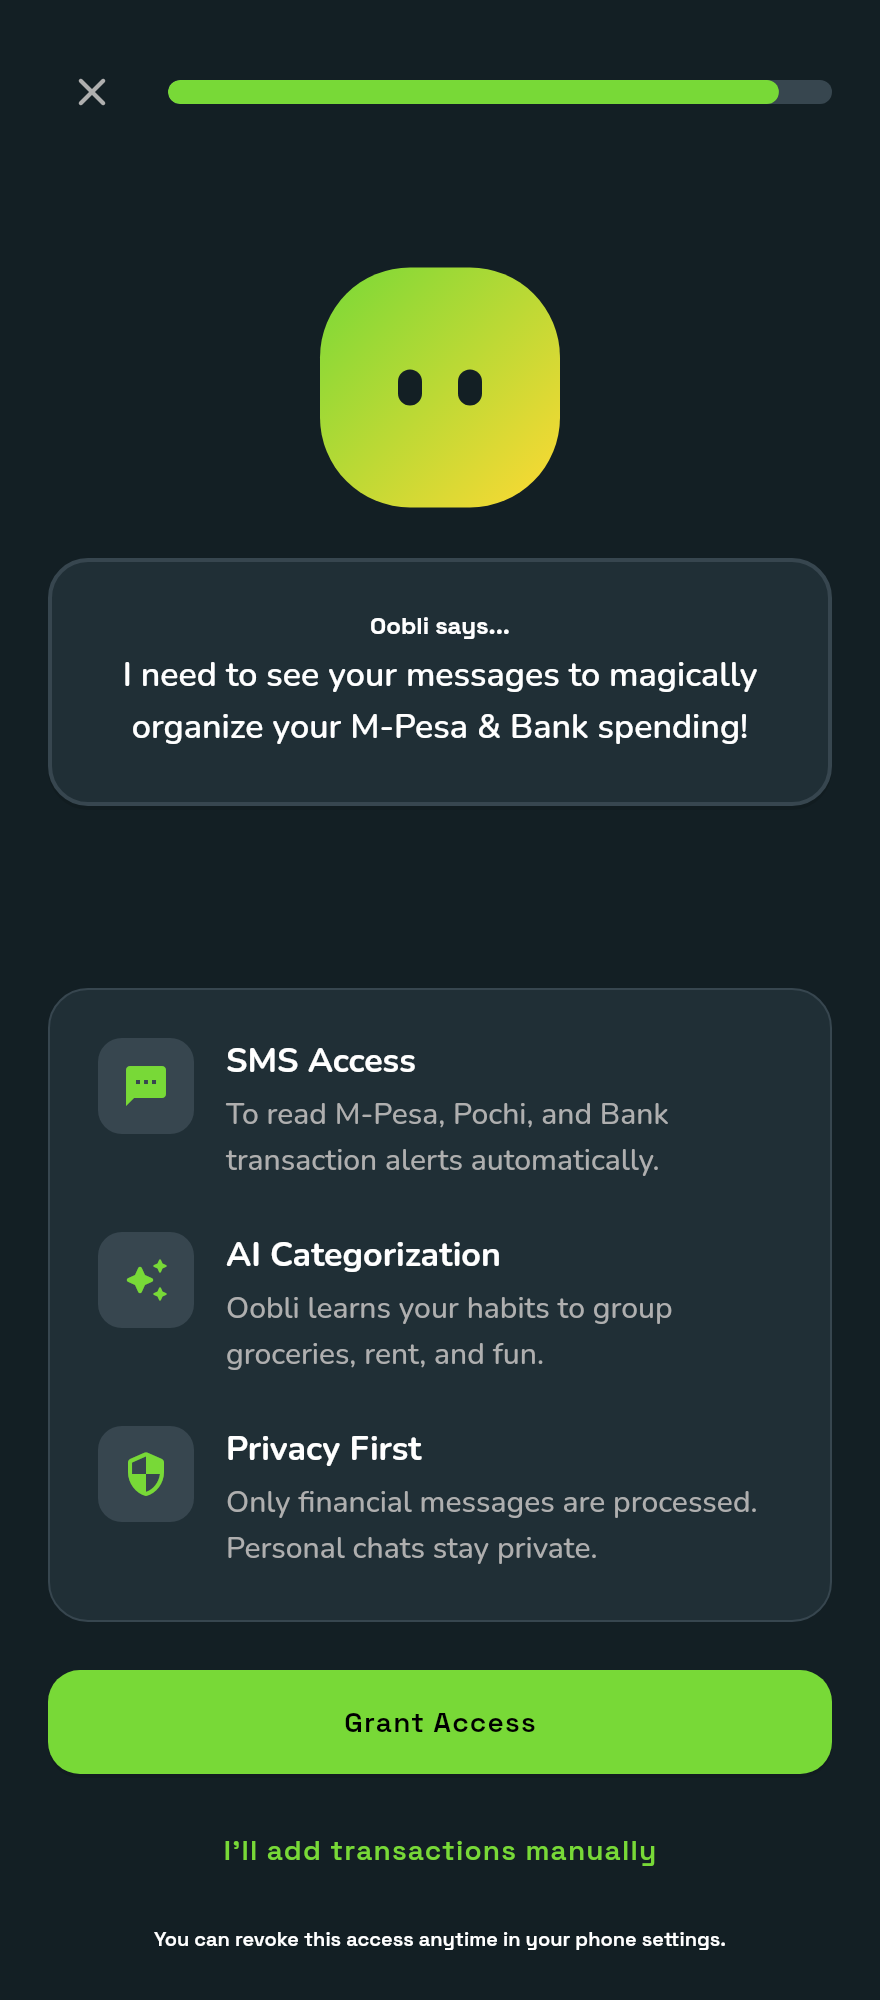 Oobli says...
I need to see your messages to magically
organize your M-Pesa & Bank spending!
SMS Access
To read M-Pesa, Pochi, and Bank
transaction alerts automatically.
AI Categorization
Oobli learns your habits to group
groceries, rent, and fun.
Privacy First
Only financial messages are processed.
Personal chats stay private.
Grant Access
I’ll add transactions manually
You can revoke this access anytime in your phone settings.